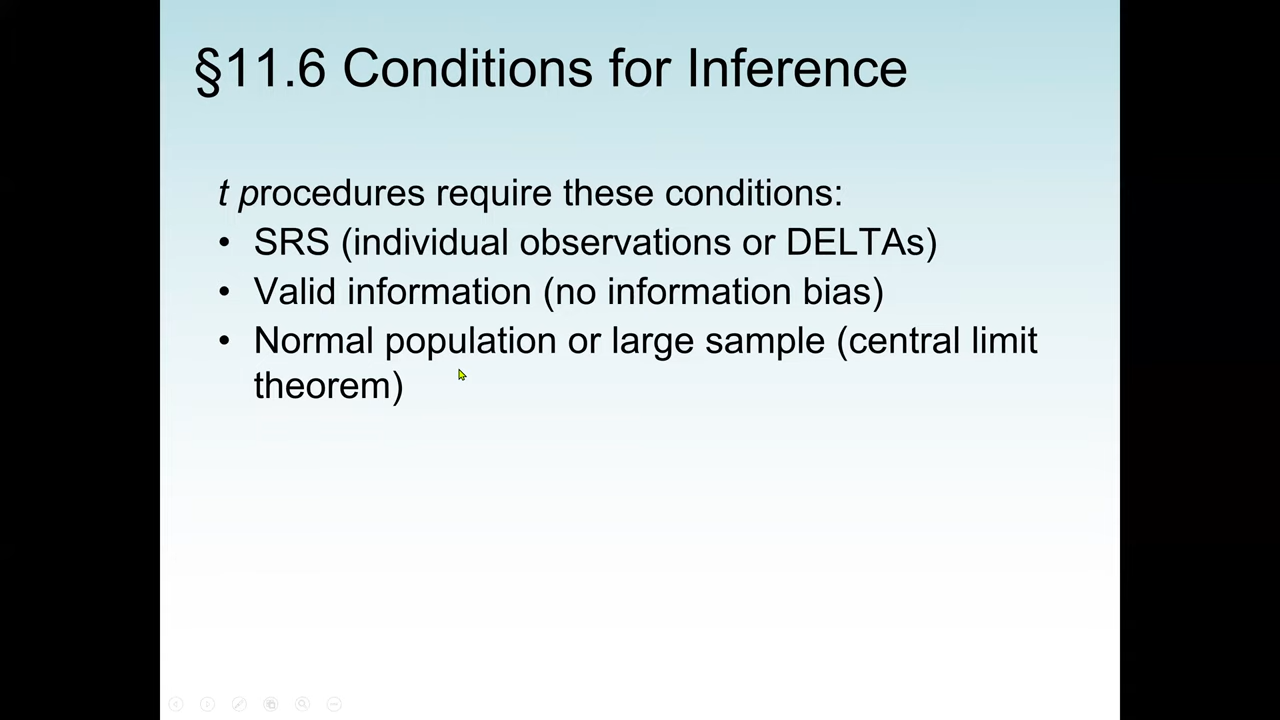 §11.6 Conditions for Inference
t procedures require these conditions:
• SRS (individual observations or DELTAs)
• Valid information (no information bias)
• Normal population or large sample (central limit
theorem)